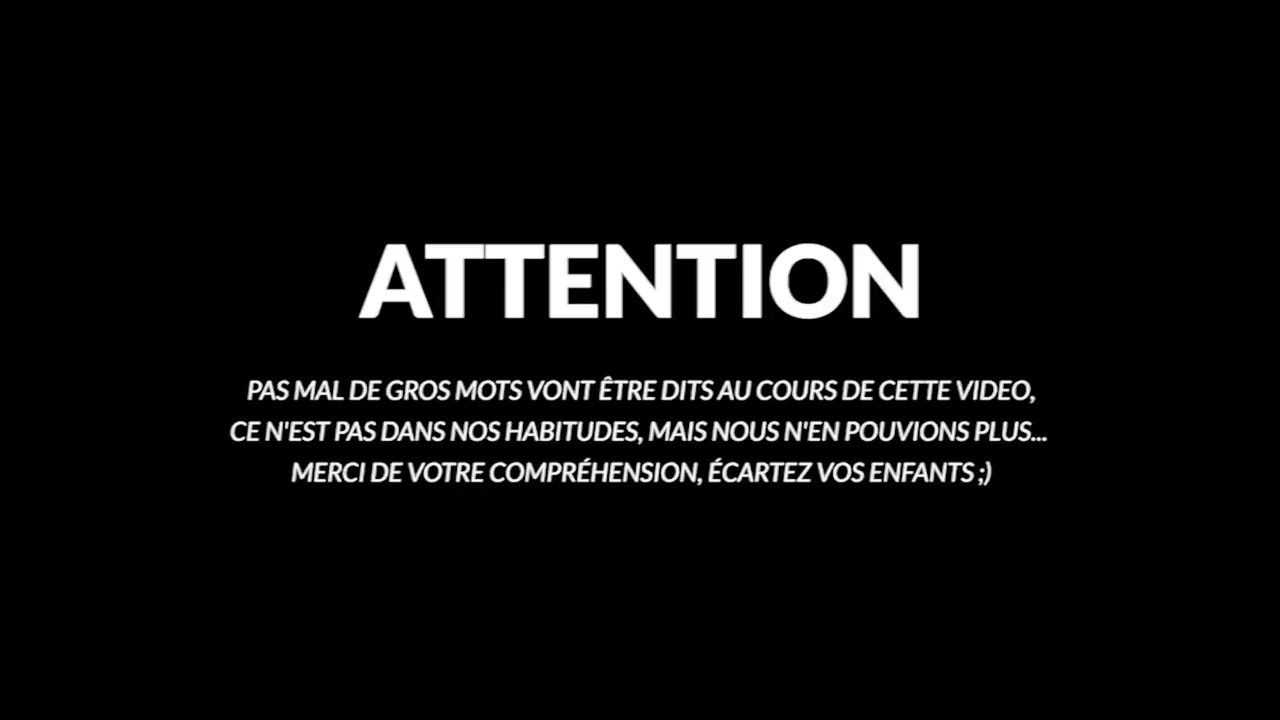 ATTENTION
PAS MAL DE GROS MOTS VONT ÊTRE DITS AU COURS DE CETTE VIDEO,
CE N'EST PAS DANS NOS HABITUDES, MAIS NOUS N'EN POUVIONS PLUS...
MERCI DE VOTRE COMPRÉHENSION, ÉCARTEZ VOS ENFANTS ;)